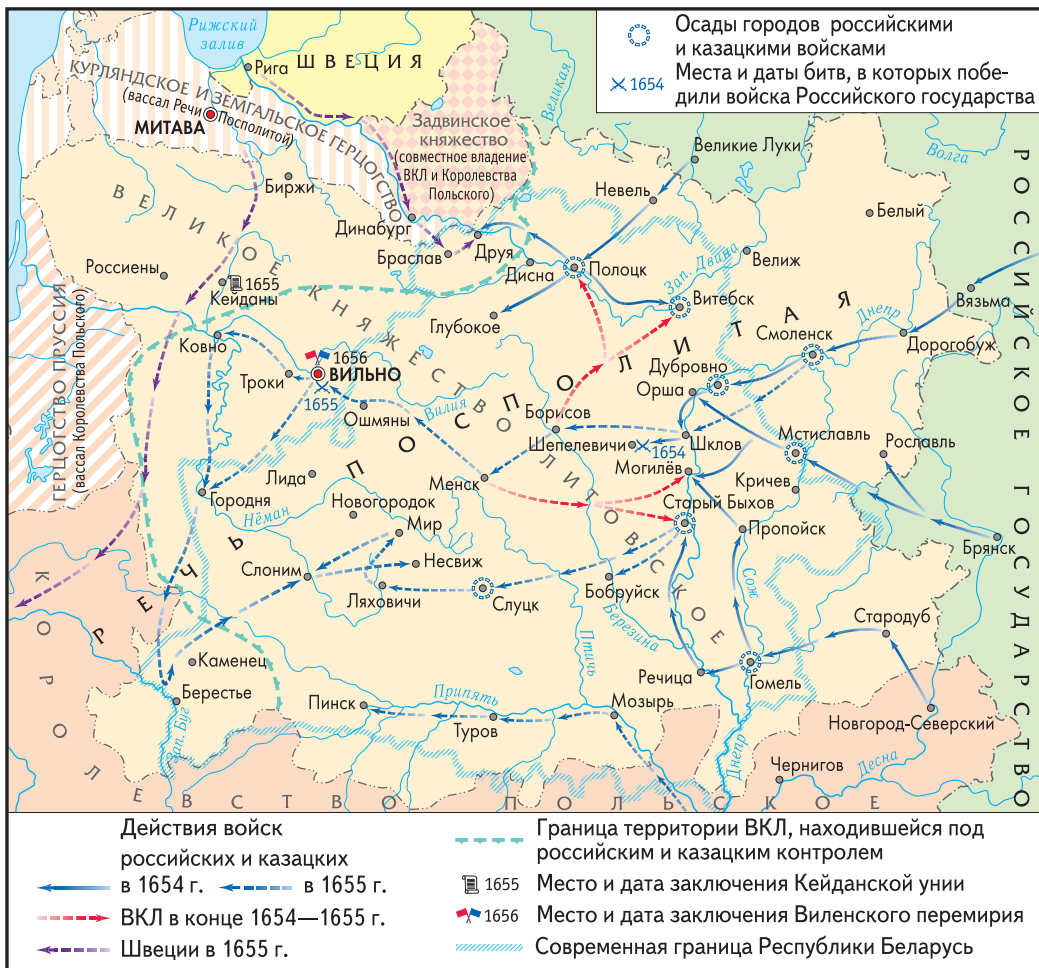 Осады городов российскими
и казацкими войсками
1654 Места и даты битв, в которых побе-
дили войска Российского государства
Рижский
залив
Рига
ШВЕЦИЯ
КУРЛЯНДСКОЕ И ЗЕМГАЛЬСКОЕ ГЕРЦОГСТВО
(вассал Речи Посполитой)
МИТАВА
Задвинское
княжество
(совместное владение
ВКЛ и Королевства
Польского)
Великая
Великие Луки
Волга
РОССИЙСКОЕ ГОСУДАРСТВО
Биржи
Невель
Белый
ВЕЛИКОЕ КНЯЖЕСТВО ЛИТОВСКОЕ
Динабург
Браслав
Друя
Дисна
Полоцк
Зап. Двина
Велиж
Россиены
1655
Кейданы
Витебск
Вязьма
Глубокое
Смоленск
Днепр
Дорогобуж
ГЕРЦОГСТВО ПРУССИЯ
(вассал Королевства Польского)
Ковно
1656
ВИЛЬНО
Троки
1655
Дубровно
Орша
РЕЧЬ ПОСПОЛИТАЯ
Ошмяны
Вилия
Борисов
Шепелевичи
1654
Шклов
Мстиславль
Рославль
Могилёв
Лида
Менск
Кричев
Городня
Новогородок
Старый Быхов
Нёман
Мир
Пропойск
Брянск
Слоним
Несвиж
Ляховичи
Слуцк
Бобруйск
Сож
Березина
Стародуб
Птичь
Каменец
Речица
Гомель
Берестье
Припять
Пинск
Туров
Мозырь
Новгород-Северский
Зап. Буг
Днепр
Чернигов
Десна
КОРОЛЕВСТВО ПОЛЬСКОЕ
Действия войск
российских и казацких
в 1654 г.
в 1655 г.
ВКЛ в конце 1654—1655 г.
Швеции в 1655 г.
Граница территории ВКЛ, находившейся под
российским и казацким контролем
1655 Место и дата заключения Кейданской унии
1656 Место и дата заключения Виленского перемирия
Современная граница Республики Беларусь